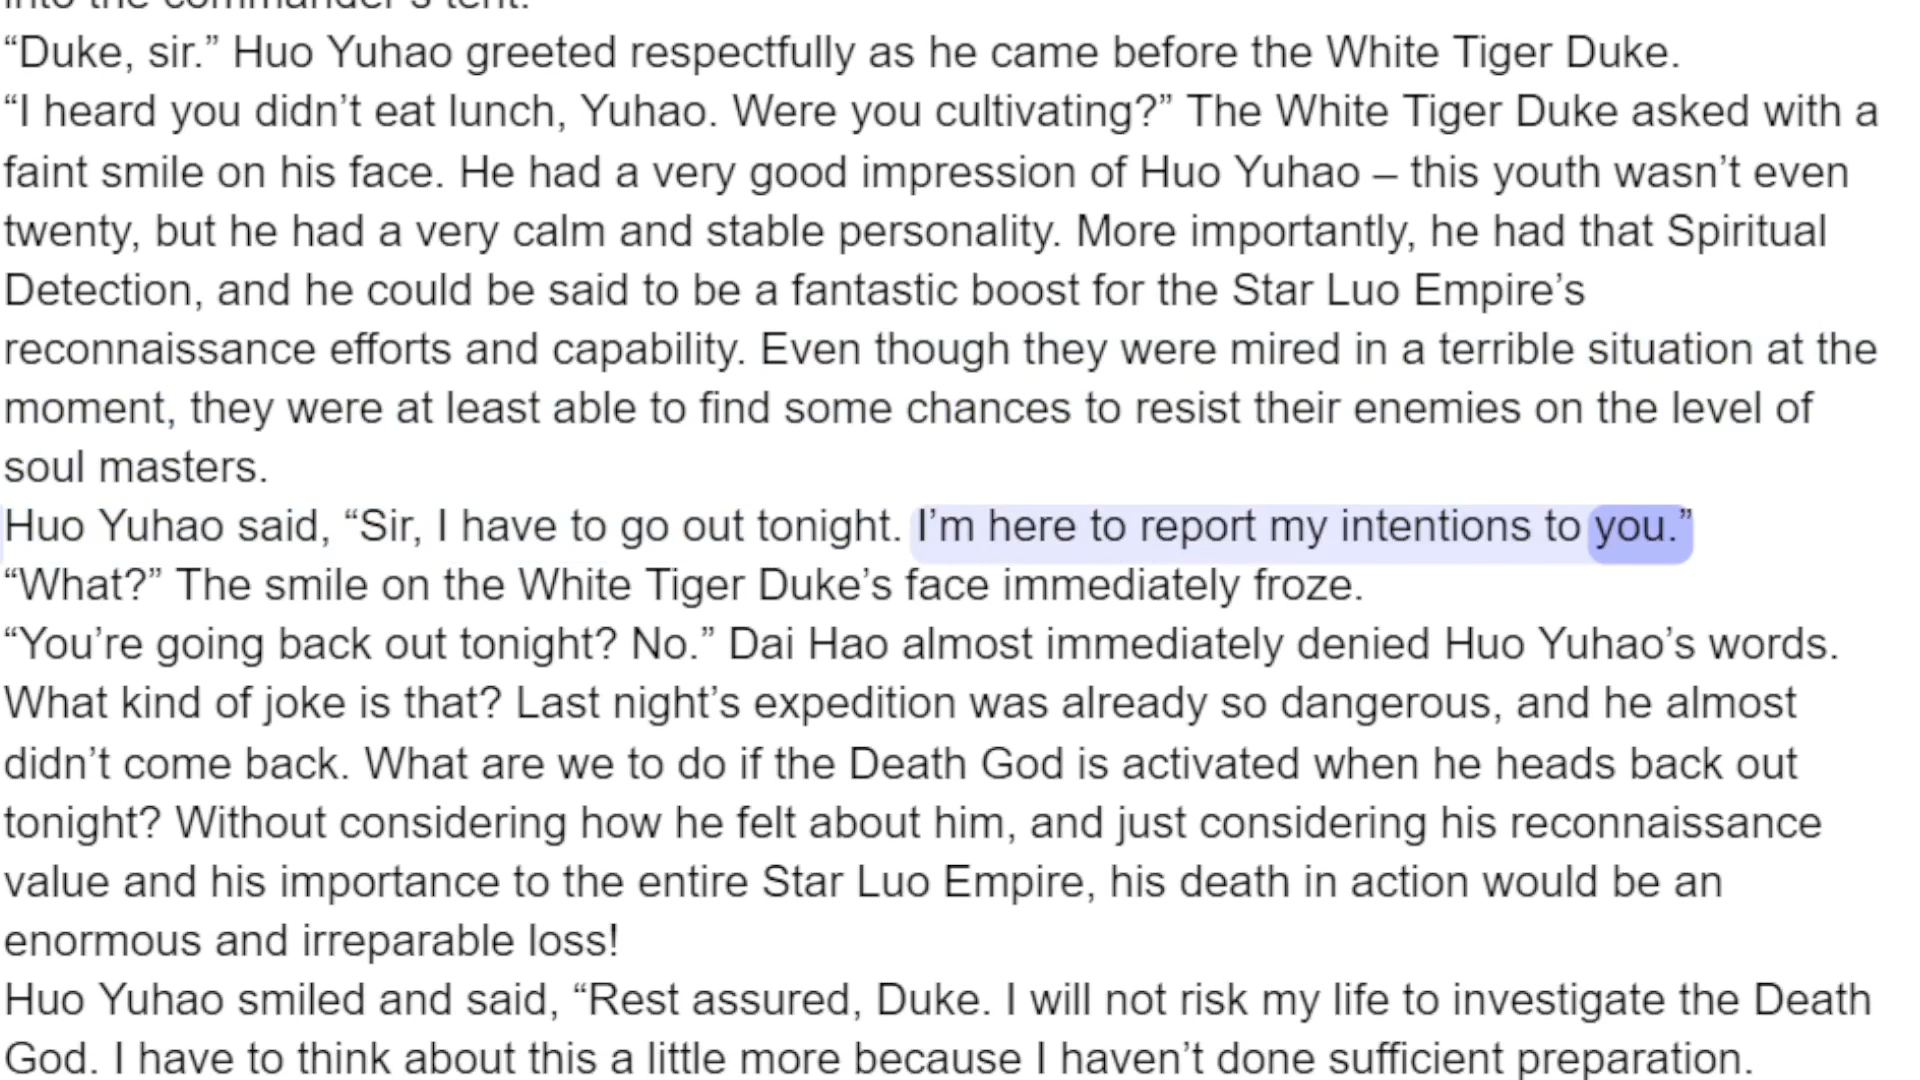 into the commander's tent.
“Duke, sir.” Huo Yuhao greeted respectfully as he came before the White Tiger Duke.
“I heard you didn’t eat lunch, Yuhao. Were you cultivating?” The White Tiger Duke asked with a
faint smile on his face. He had a very good impression of Huo Yuhao – this youth wasn’t even
twenty, but he had a very calm and stable personality. More importantly, he had that Spiritual
Detection, and he could be said to be a fantastic boost for the Star Luo Empire’s
reconnaissance efforts and capability. Even though they were mired in a terrible situation at the
moment, they were at least able to find some chances to resist their enemies on the level of
soul masters.
Huo Yuhao said, “Sir, I have to go out tonight. I’m here to report my intentions to you.”
“What?” The smile on the White Tiger Duke’s face immediately froze.
“You’re going back out tonight? No.” Dai Hao almost immediately denied Huo Yuhao’s words.
What kind of joke is that? Last night’s expedition was already so dangerous, and he almost
didn’t come back. What are we to do if the Death God is activated when he heads back out
tonight? Without considering how he felt about him, and just considering his reconnaissance
value and his importance to the entire Star Luo Empire, his death in action would be an
enormous and irreparable loss!
Huo Yuhao smiled and said, “Rest assured, Duke. I will not risk my life to investigate the Death
God. I have to think about this a little more because I haven’t done sufficient preparation.